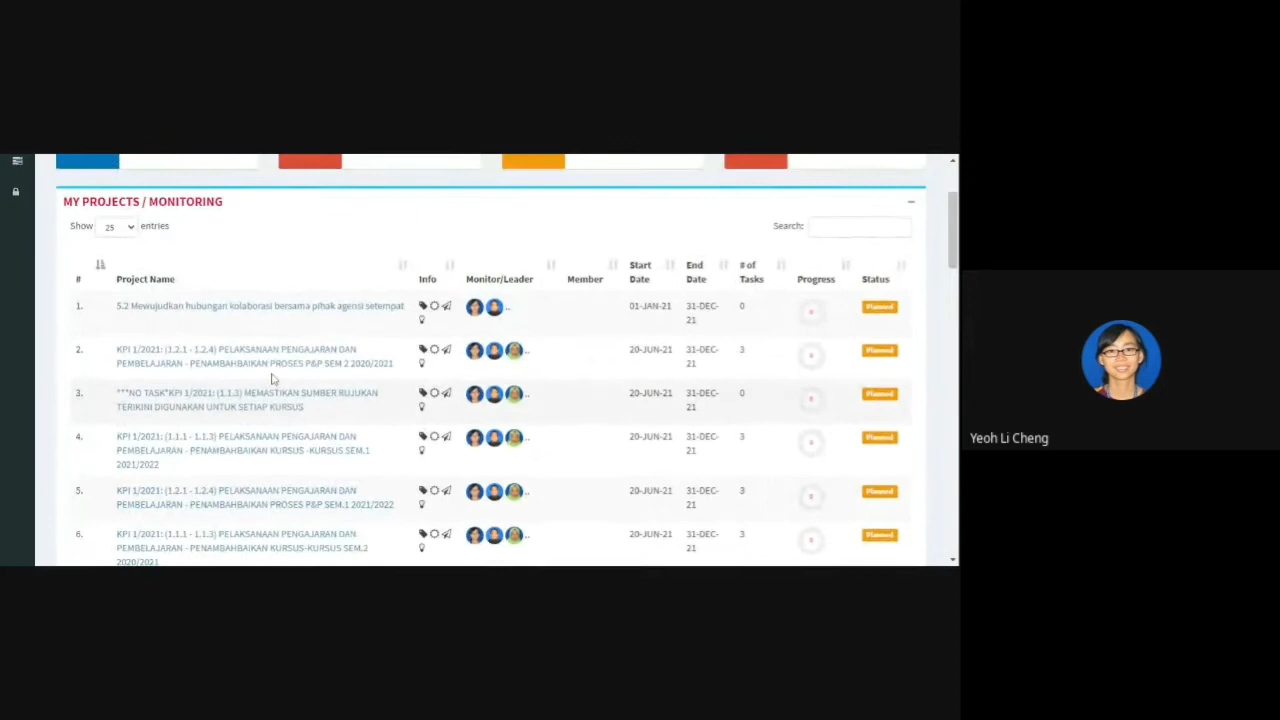 MY PROJECTS / MONITORING
Show 25 entries
Search:
# Project Name Info Monitor/Leader Member Start Date End Date # of Tasks Progress Status
1. 5.2 Mewujudkan hubungan kolaborasi bersama pihak agensi setempat .. 01-JAN-21 31-DEC-21 0 0 Planned
2. KPI 1/2021: (1.2.1 - 1.2.4) PELAKSANAAN PENGAJARAN DAN
PEMBELAJARAN - PENAMBAHBAIKAN PROSES P&P SEM 2 2020/2021 .. 20-JUN-21 31-DEC-21 3 0 Planned
3. ***NO TASK*KPI 1/2021: (1.1.3) MEMASTIKAN SUMBER RUJUKAN
TERKINI DIGUNAKAN UNTUK SETIAP KURSUS .. 20-JUN-21 31-DEC-21 0 0 Planned
4. KPI 1/2021: (1.1.1 - 1.1.3) PELAKSANAAN PENGAJARAN DAN
PEMBELAJARAN - PENAMBAHBAIKAN KURSUS -KURSUS SEM.1
2021/2022 .. 20-JUN-21 31-DEC-21 3 0 Planned
5. KPI 1/2021: (1.2.1 - 1.2.4) PELAKSANAAN PENGAJARAN DAN
PEMBELAJARAN - PENAMBAHBAIKAN PROSES P&P SEM.1 2021/2022 .. 20-JUN-21 31-DEC-21 3 0 Planned
6. KPI 1/2021: (1.1.1 - 1.1.3) PELAKSANAAN PENGAJARAN DAN
PEMBELAJARAN - PENAMBAHBAIKAN KURSUS-KURSUS SEM.2
2020/2021 .. 20-JUN-21 31-DEC-21 3 0 Planned
Yeoh Li Cheng